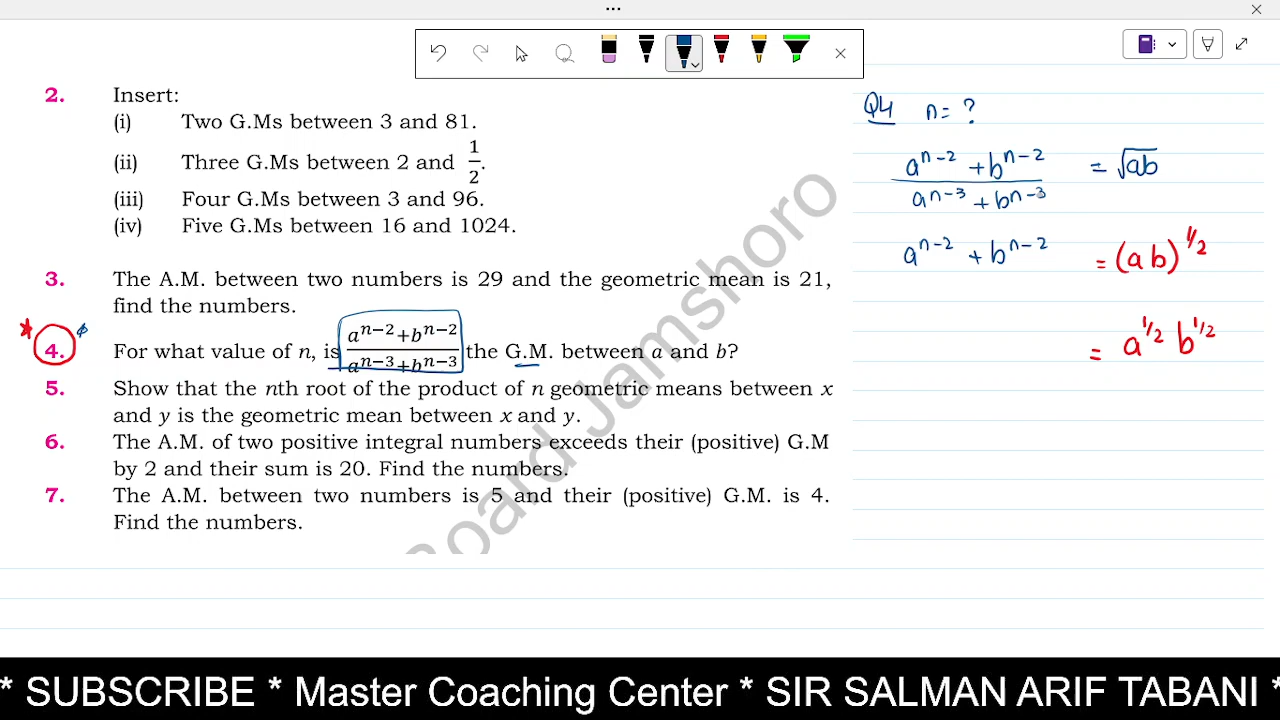 2. Insert:
(i) Two G.Ms between 3 and 81.
(ii) Three G.Ms between 2 and 1/2.
(iii) Four G.Ms between 3 and 96.
(iv) Five G.Ms between 16 and 1024.
3. The A.M. between two numbers is 29 and the geometric mean is 21,
find the numbers.
4. For what value of n, is (a^{n−2}+b^{n−2})/(a^{n−3}+b^{n−3}) the G.M. between a and b?
5. Show that the nth root of the product of n geometric means between x
and y is the geometric mean between x and y.
6. The A.M. of two positive integral numbers exceeds their (positive) G.M
by 2 and their sum is 20. Find the numbers.
7. The A.M. between two numbers is 5 and their (positive) G.M. is 4.
Find the numbers.
Board Jamshoro
Q4 n = ?
(a^{n−2} + b^{n−2})/(a^{n−3} + b^{n−3}) = √ab
a^{n−2} + b^{n−2} = (ab)^{1/2}
= a^{1/2} b^{1/2}
* SUBSCRIBE * Master Coaching Center * SIR SALMAN ARIF TABANI *